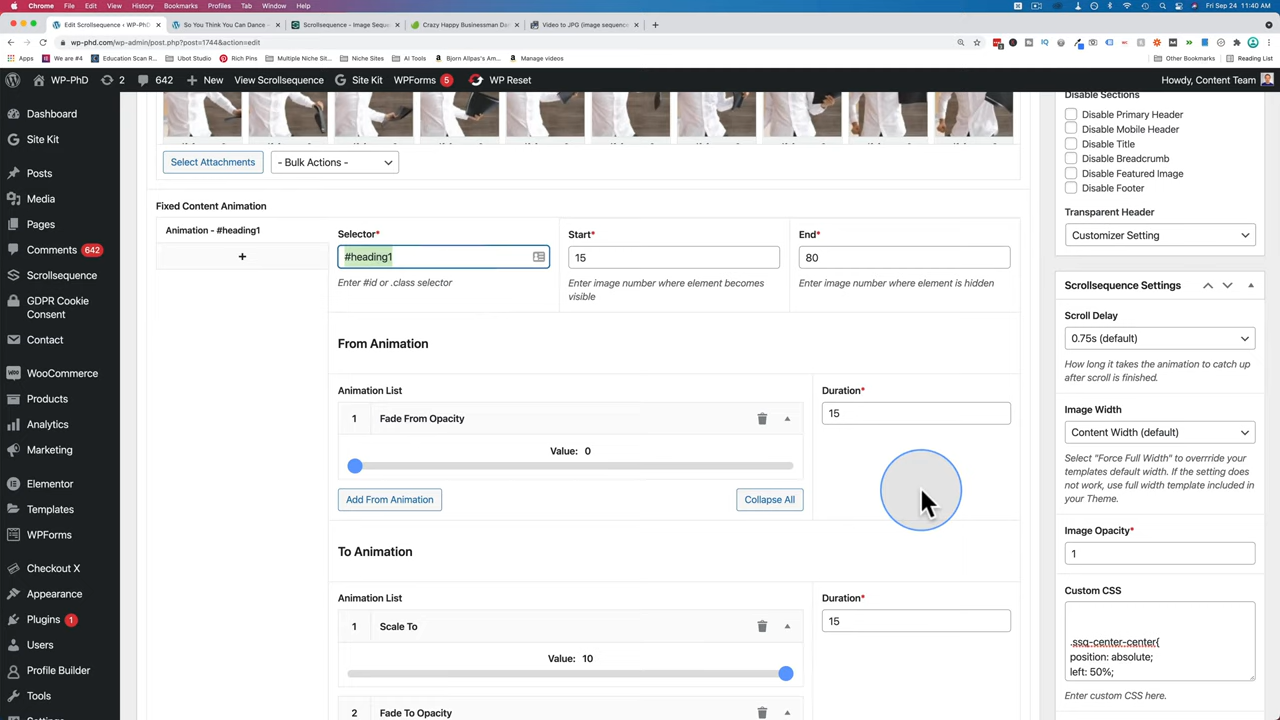 Chrome File Edit View History Bookmarks Profiles Tab Window Help
Fri Sep 24 11:40 AM
Edit Scrollsequence ‹ WP-PhD
So You Think You Can Dance –
Scrollsequence - Image Sequ
Crazy Happy Businessman Da
Video to JPG (image sequence
wp-phd.com/wp-admin/post.php?post=1744&action=edit
Apps We are #4 Education Scan R Ubot Studio Red Pins Multiple Niche Sit... Niche Sites AI Tools Bjorn Allpas's Am... Manage videos Other Bookmarks Reading List
WP-PhD 2 642 New View Scrollsequence Site Kit WPForms 5 WP Reset Howdy, Content Team
Dashboard
Site Kit
Posts
Media
Pages
Comments 642
Scrollsequence
GDPR Cookie
Consent
Contact
WooCommerce
Products
Analytics
Marketing
Elementor
Templates
WPForms
Checkout X
Appearance
Plugins 1
Users
Profile Builder
Tools
Select Attachments
- Bulk Actions -
Fixed Content Animation
Animation - #heading1
+
Selector*
#heading1
Enter #id or .class selector
Start*
15
Enter image number where element becomes
visible
End*
80
Enter image number where element is hidden
From Animation
Animation List
1 Fade From Opacity
Value: 0
Add From Animation
Collapse All
Duration*
15
To Animation
Animation List
1 Scale To
Value: 10
2 Fade To Opacity
Duration*
15
Disable Sections
Disable Primary Header
Disable Mobile Header
Disable Title
Disable Breadcrumb
Disable Featured Image
Disable Footer
Transparent Header
Customizer Setting
Scrollsequence Settings
Scroll Delay
0.75s (default)
How long it takes the animation to catch up
after scroll is finished.
Image Width
Content Width (default)
Select "Force Full Width" to overrride your
templates default width. If the setting does
not work, use full width template included in
your Theme.
Image Opacity*
1
Custom CSS
.ssq-center-center{
position: absolute;
left: 50%;
Enter custom CSS here.